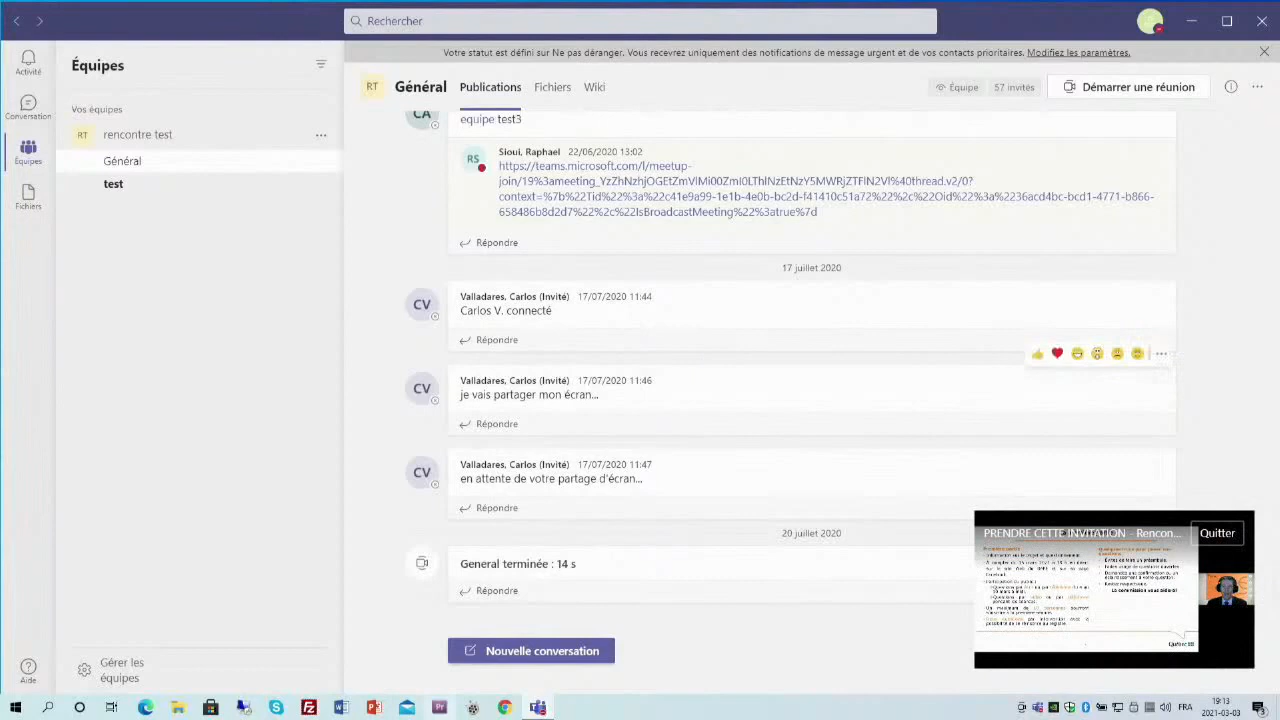 Rechercher
Votre statut est défini sur Ne pas déranger. Vous recevrez uniquement des notifications de message urgent et de vos contacts prioritaires. Modifiez les paramètres.
Activité
Conversation
Équipes
Fichiers
Aide
Équipes
Vos équipes
RT rencontre test
Général
test
Gérer les
équipes
RT Général Publications Fichiers Wiki Équipe 57 invités Démarrer une réunion
CA
equipe test3
RS
Sioui, Raphael 22/06/2020 13:02
https://teams.microsoft.com/l/meetup-
context=%7b%22Tid%22%3a%22c41e9a99-1e1b-4e0b-bc2d-f41410c51a72%22%2c%22Oid%22%3a%2236acd4bc-bcd1-4771-b866-
658486b8d2d7%22%2c%22IsBroadcastMeeting%22%3atrue%7d
Répondre
17 juillet 2020
CV
Valladares, Carlos (Invité) 17/07/2020 11:44
Carlos V. connecté
Répondre
CV
Valladares, Carlos (Invité) 17/07/2020 11:46
je vais partager mon écran...
Répondre
CV
Valladares, Carlos (Invité) 17/07/2020 11:47
en attente de votre partage d'écran...
Répondre
20 juillet 2020
General terminée : 14 s
Répondre
Nouvelle conversation
PRENDRE CETTE INVITATION - Rencon... Quitter
Première partie
Québec
FRA
19:13
2021-03-03